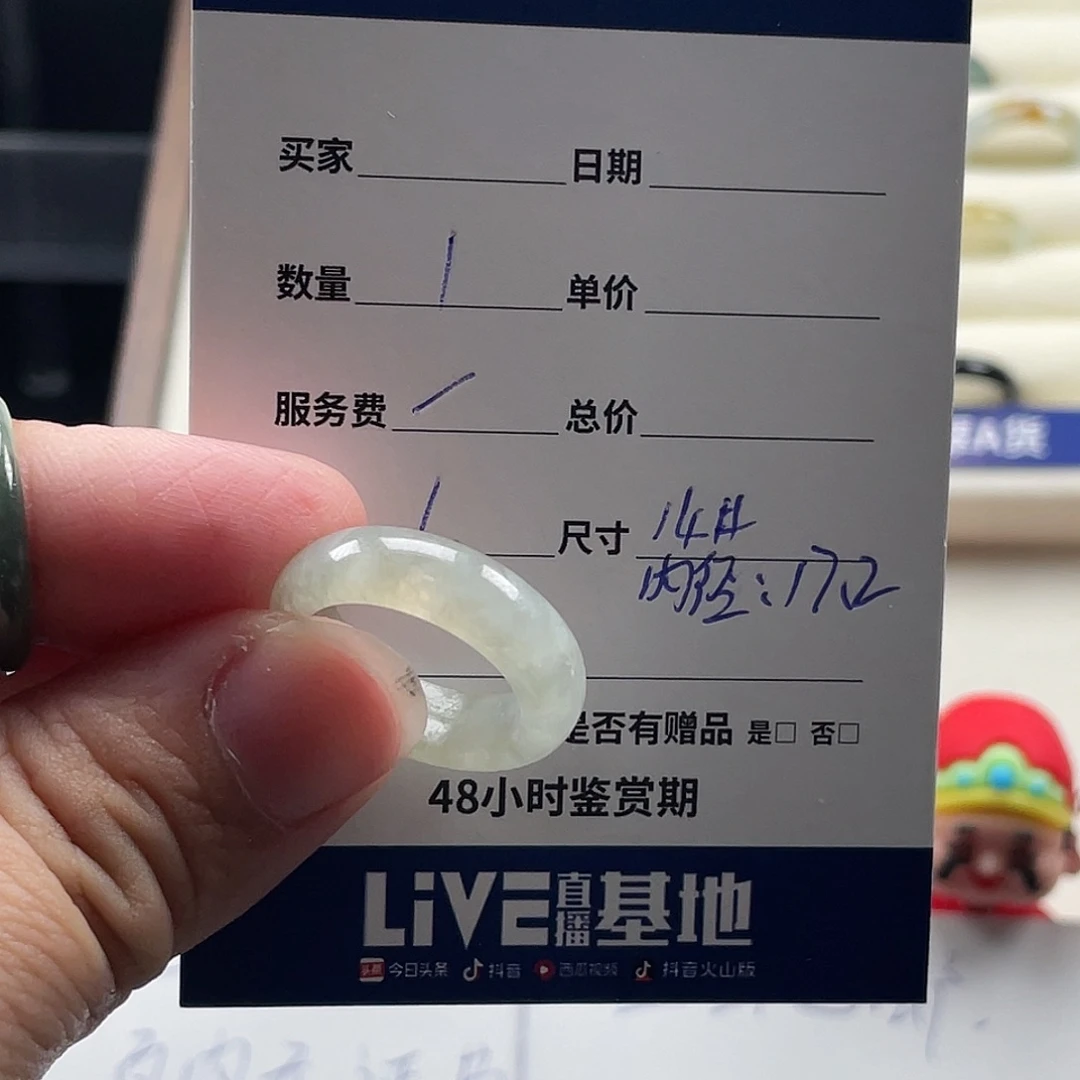 买家 日期
数量 1 单价
服务费 / 总价
1 尺寸 14#
内径:17.2
是否有赠品 是□ 否□
48小时鉴赏期
LiVE直播基地
头条 今日头条 抖音 西瓜视频 抖音火山版
A货